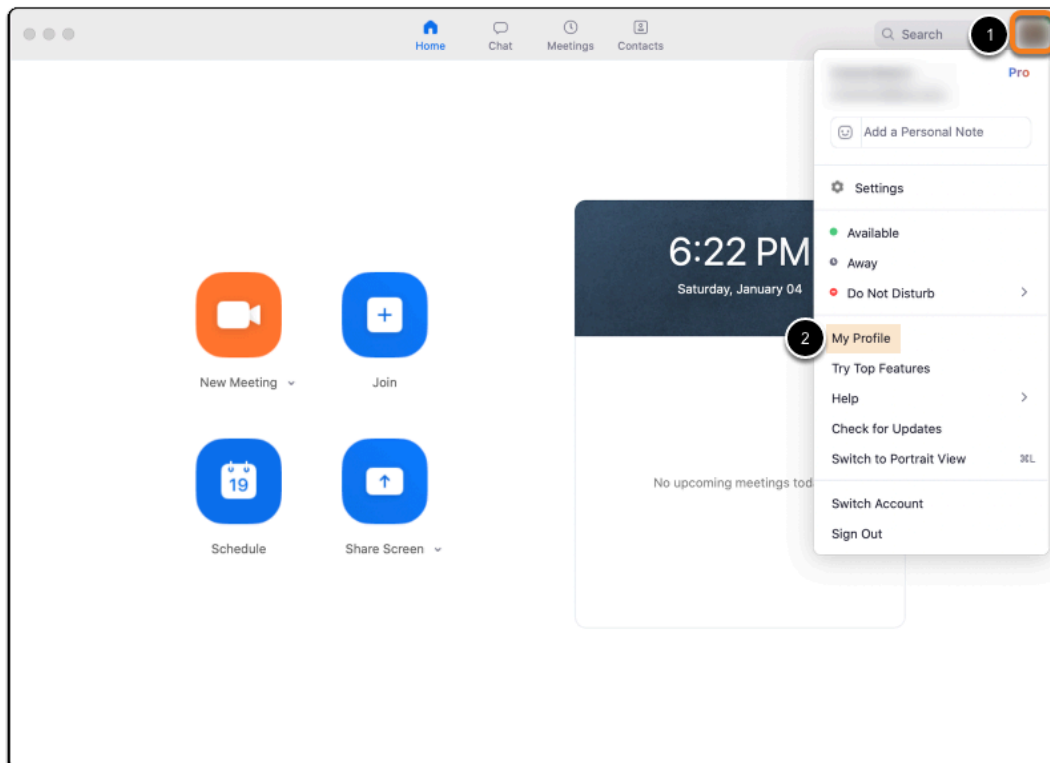 Home
Chat
Meetings
Contacts
Search
1
Pro
Add a Personal Note
Settings
Available
Away
Do Not Disturb
2
My Profile
Try Top Features
Help
Check for Updates
Switch to Portrait View ⌘L
Switch Account
Sign Out
6:22 PM
Saturday, January 04
No upcoming meetings tod
New Meeting
Join
19
Schedule
Share Screen